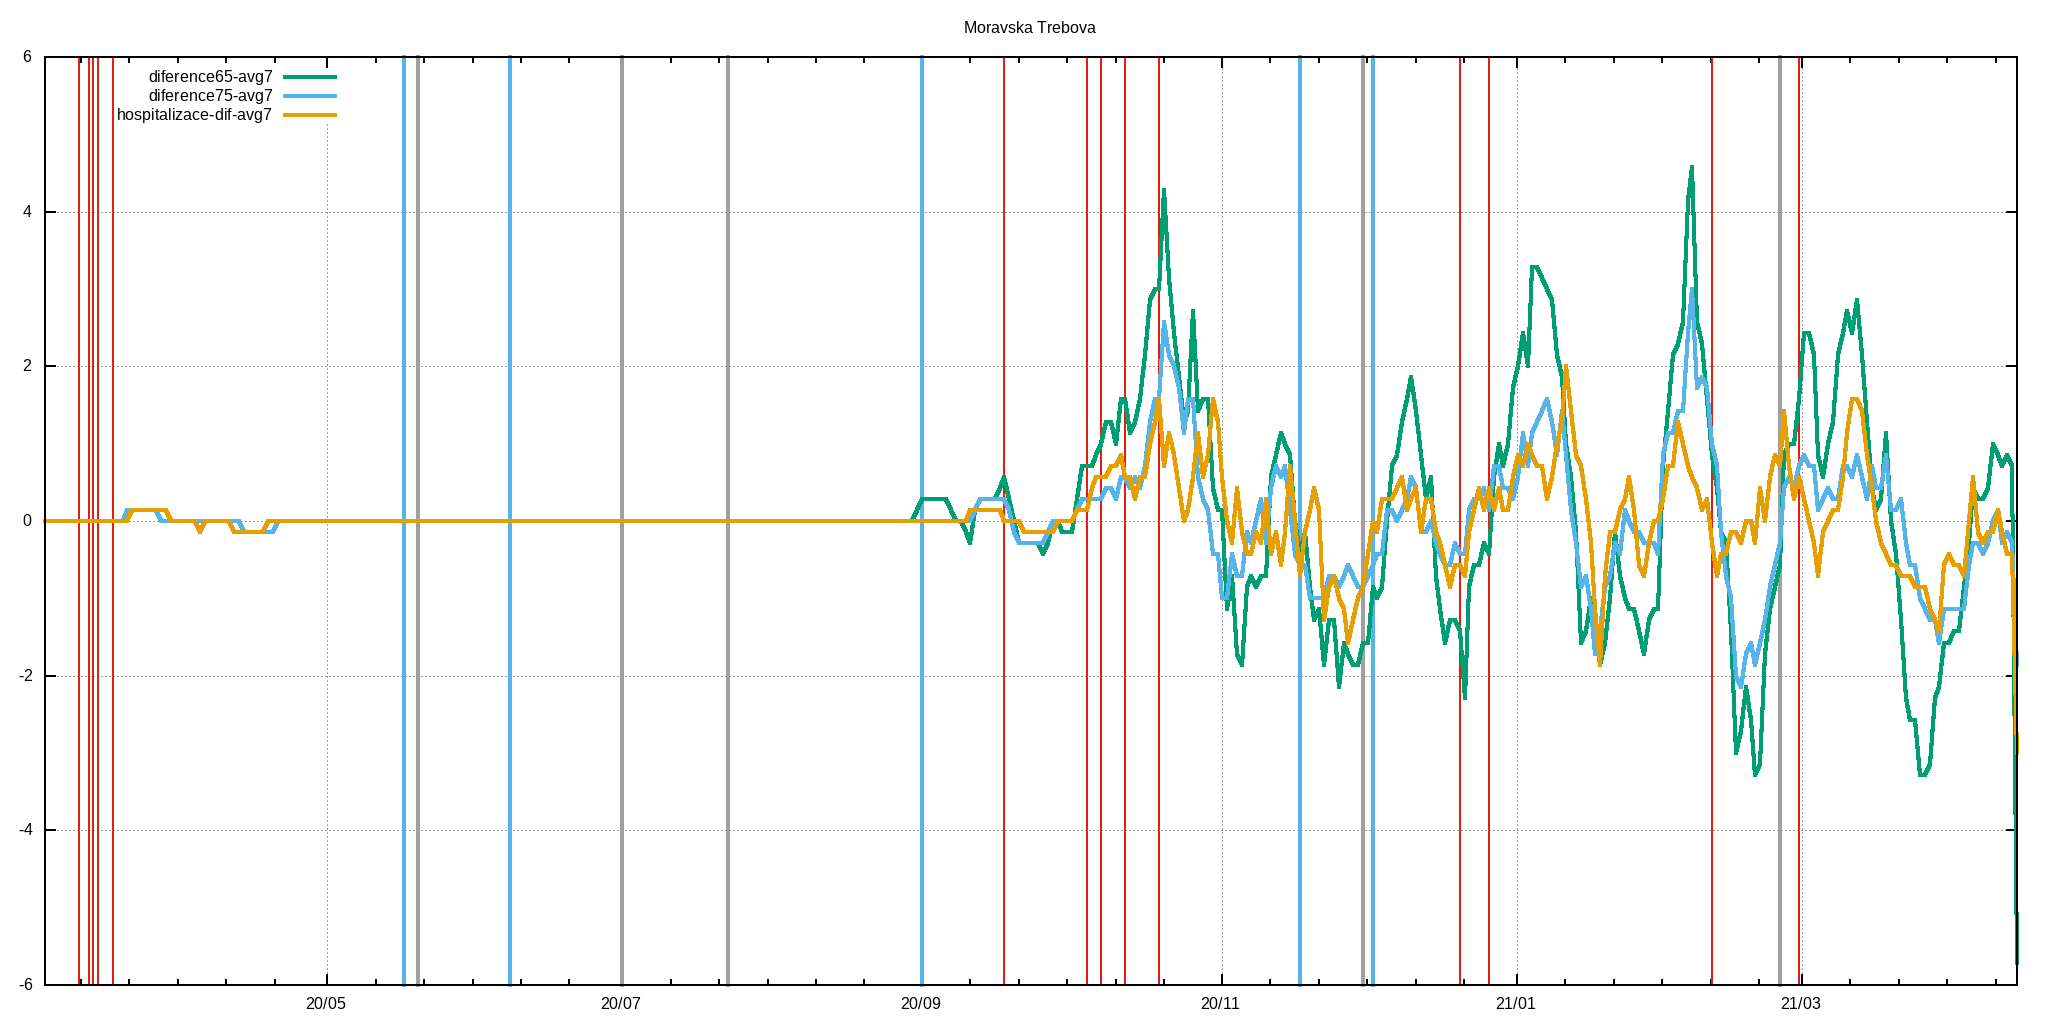 Moravska Trebova
6
diference65-avg7
diference75-avg7
hospitalizace-dif-avg7
4
2
0
-2
-4
-6
20/05 20/07 20/09 20/11 21/01 21/03